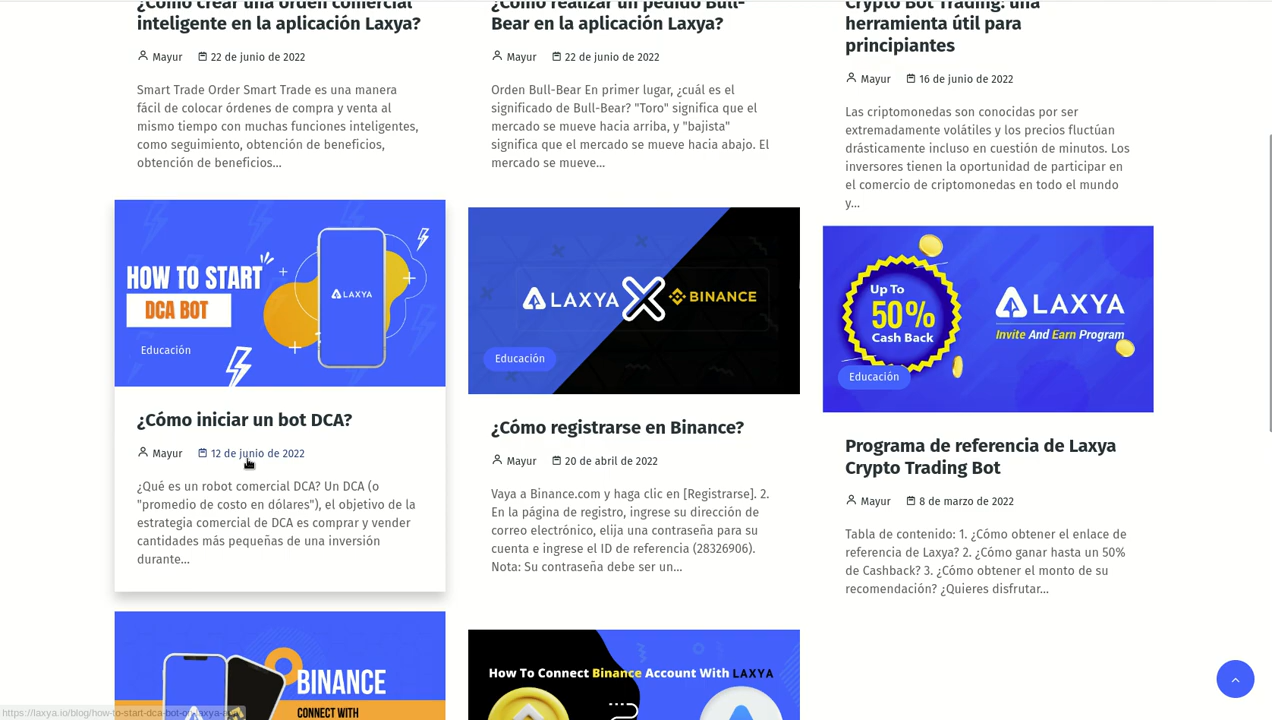 ¿Cómo crear una orden comercial
inteligente en la aplicación Laxya?
Mayur 22 de junio de 2022
Smart Trade Order Smart Trade es una manera
fácil de colocar órdenes de compra y venta al
mismo tiempo con muchas funciones inteligentes,
como seguimiento, obtención de beneficios,
obtención de beneficios...
¿Cómo realizar un pedido Bull-
Bear en la aplicación Laxya?
Mayur 22 de junio de 2022
Orden Bull-Bear En primer lugar, ¿cuál es el
significado de Bull-Bear? "Toro" significa que el
mercado se mueve hacia arriba, y "bajista"
significa que el mercado se mueve hacia abajo. El
mercado se mueve...
Crypto Bot Trading: una
herramienta útil para
principiantes
Mayur 16 de junio de 2022
Las criptomonedas son conocidas por ser
extremadamente volátiles y los precios fluctúan
drásticamente incluso en cuestión de minutos. Los
inversores tienen la oportunidad de participar en
el comercio de criptomonedas en todo el mundo
y...
HOW TO START
DCA BOT
LAXYA
Educación
¿Cómo iniciar un bot DCA?
Mayur 12 de junio de 2022
¿Qué es un robot comercial DCA? Un DCA (o
"promedio de costo en dólares"), el objetivo de la
estrategia comercial de DCA es comprar y vender
cantidades más pequeñas de una inversión
durante...
LAXYA X BINANCE
Educación
¿Cómo registrarse en Binance?
Mayur 20 de abril de 2022
Vaya a Binance.com y haga clic en [Registrarse]. 2.
En la página de registro, ingrese su dirección de
correo electrónico, elija una contraseña para su
cuenta e ingrese el ID de referencia (28326906).
Nota: Su contraseña debe ser un...
Up To
50%
Cash Back
LAXYA
Invite And Earn Program
Educación
Programa de referencia de Laxya
Crypto Trading Bot
Mayur 8 de marzo de 2022
Tabla de contenido: 1. ¿Cómo obtener el enlace de
referencia de Laxya? 2. ¿Cómo ganar hasta un 50%
de Cashback? 3. ¿Cómo obtener el monto de su
recomendación? ¿Quieres disfrutar...
BINANCE
CONNECT WITH
How To Connect Binance Account With LAXYA
https://laxya.io/blog/how-to-start-dca-bot-on-laxya-a